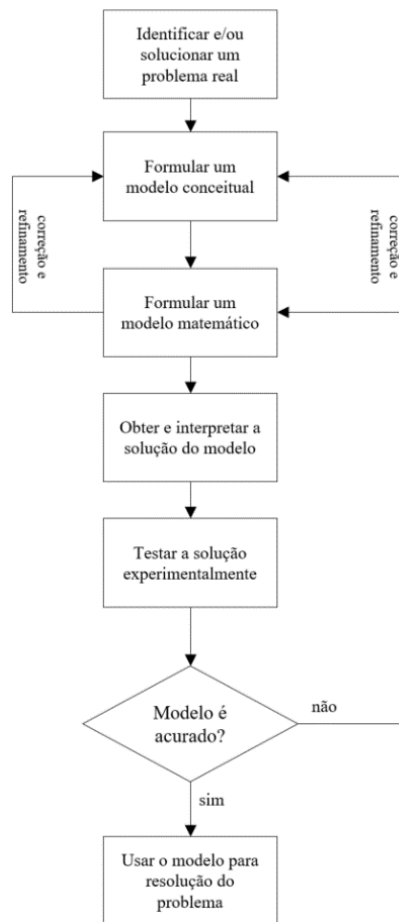 Identificar e/ou
solucionar um
problema real
Formular um
modelo conceitual
correção e
refinamento
correção e
refinamento
Formular um
modelo matemático
Obter e interpretar a
solução do modelo
Testar a solução
experimentalmente
Modelo é
acurado?
não
sim
Usar o modelo para
resolução do
problema